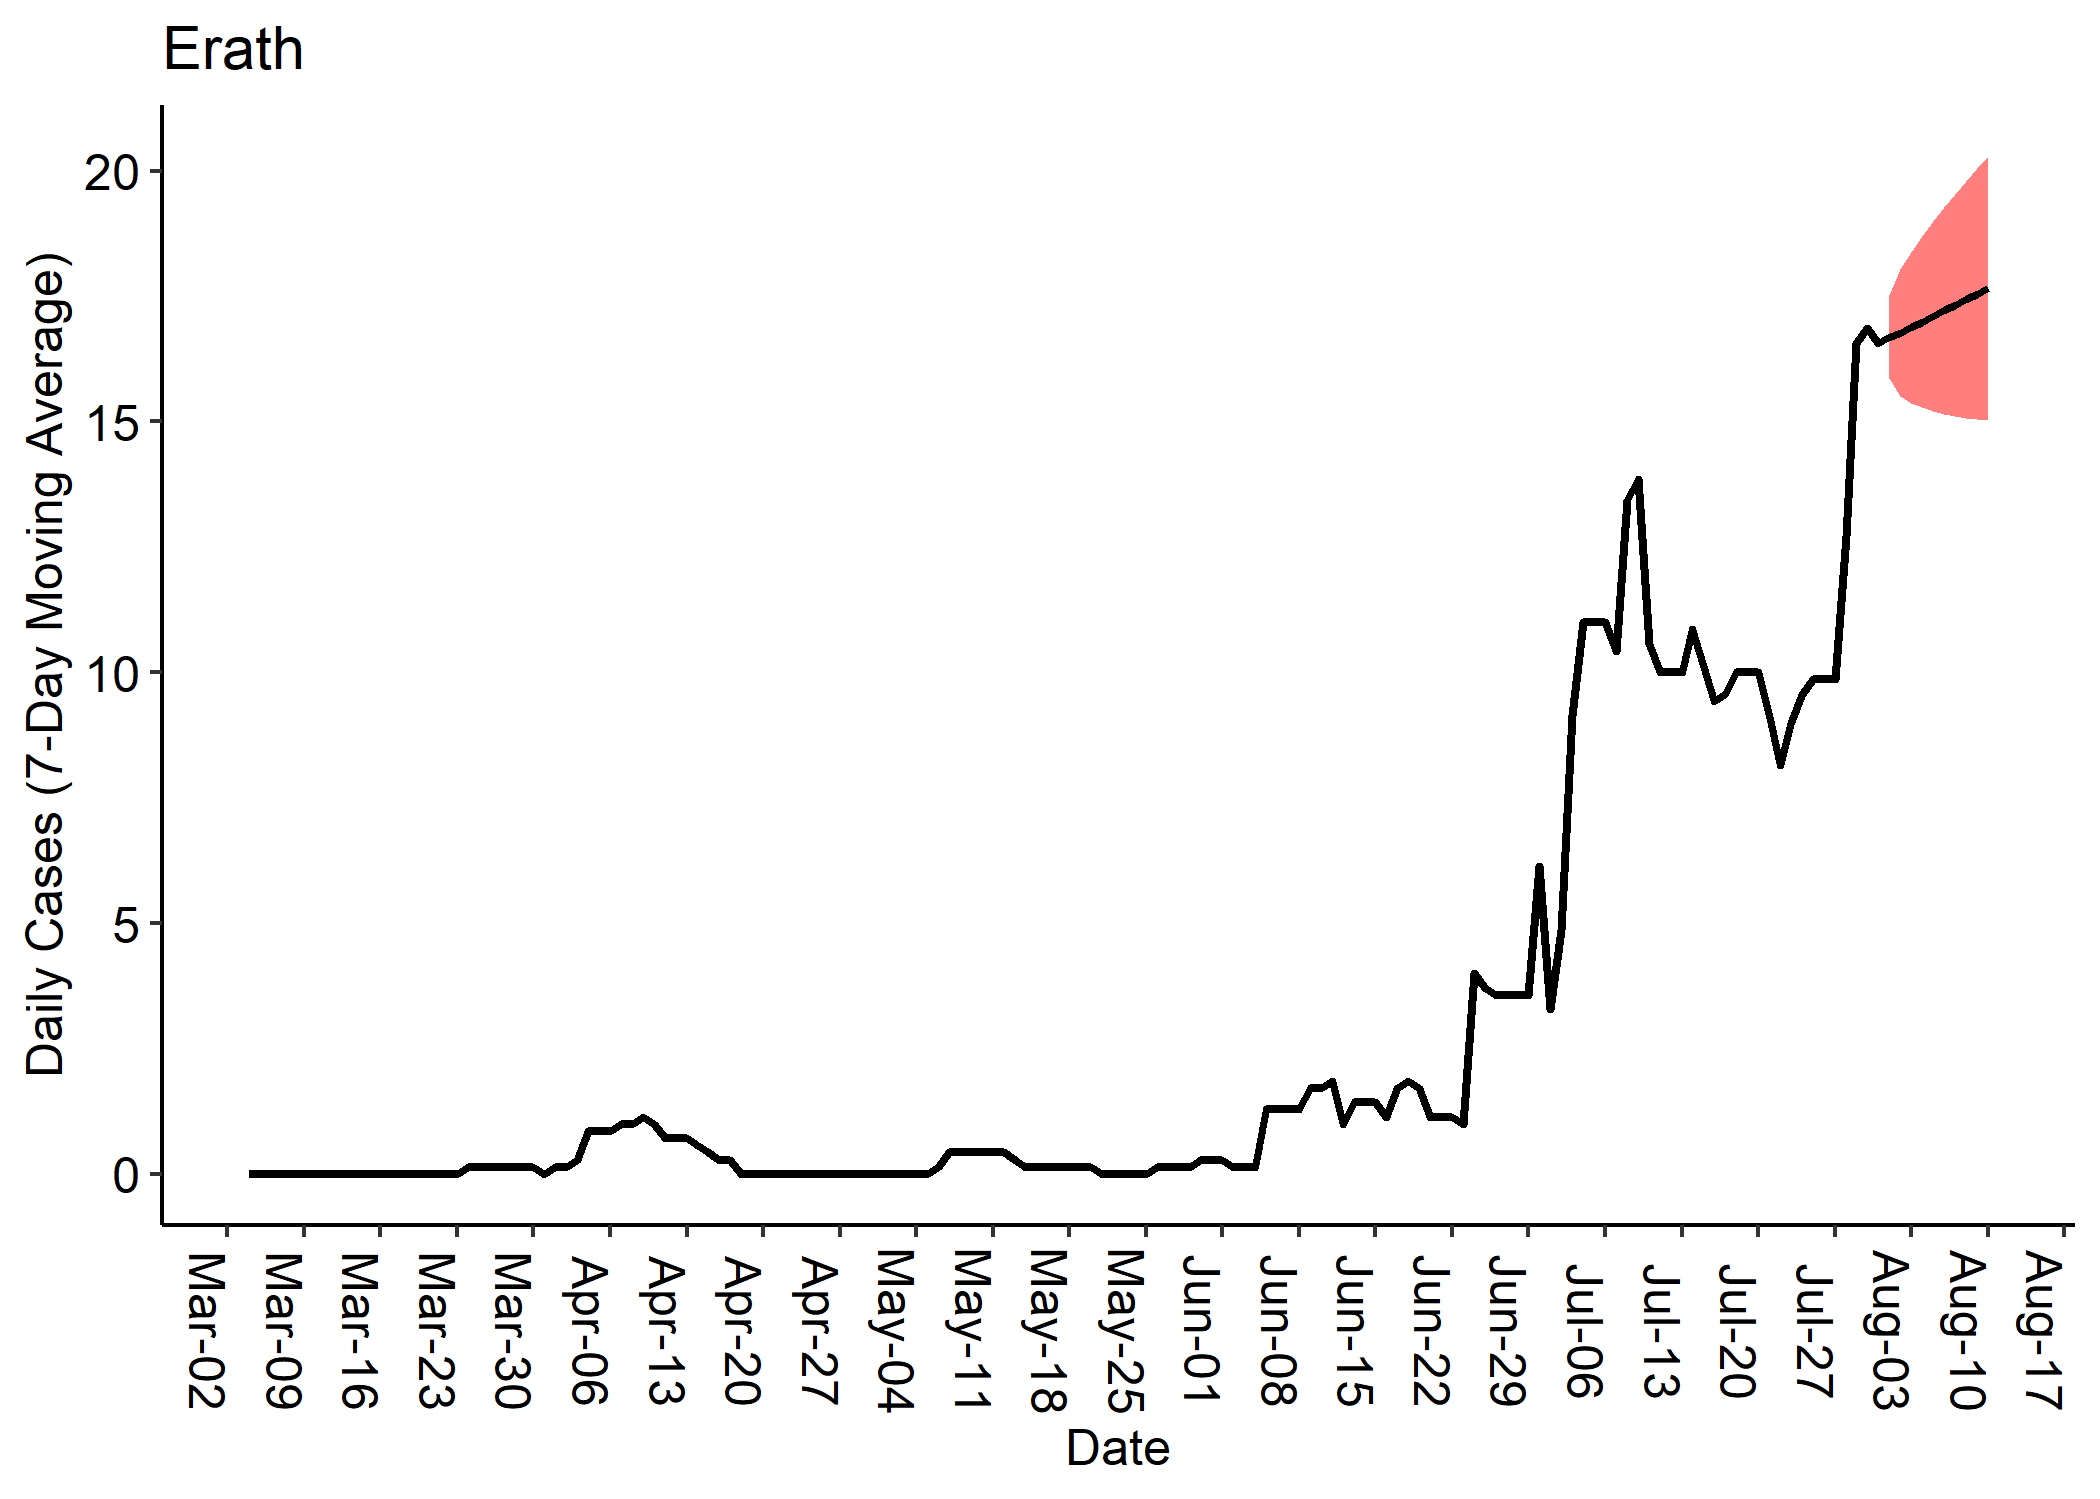 Erath
Daily Cases (7-Day Moving Average)
20
15
10
5
0
Mar-02
Mar-09
Mar-16
Mar-23
Mar-30
Apr-06
Apr-13
Apr-20
Apr-27
May-04
May-11
May-18
May-25
Jun-01
Jun-08
Jun-15
Jun-22
Jun-29
Jul-06
Jul-13
Jul-20
Jul-27
Aug-03
Aug-10
Aug-17
Date